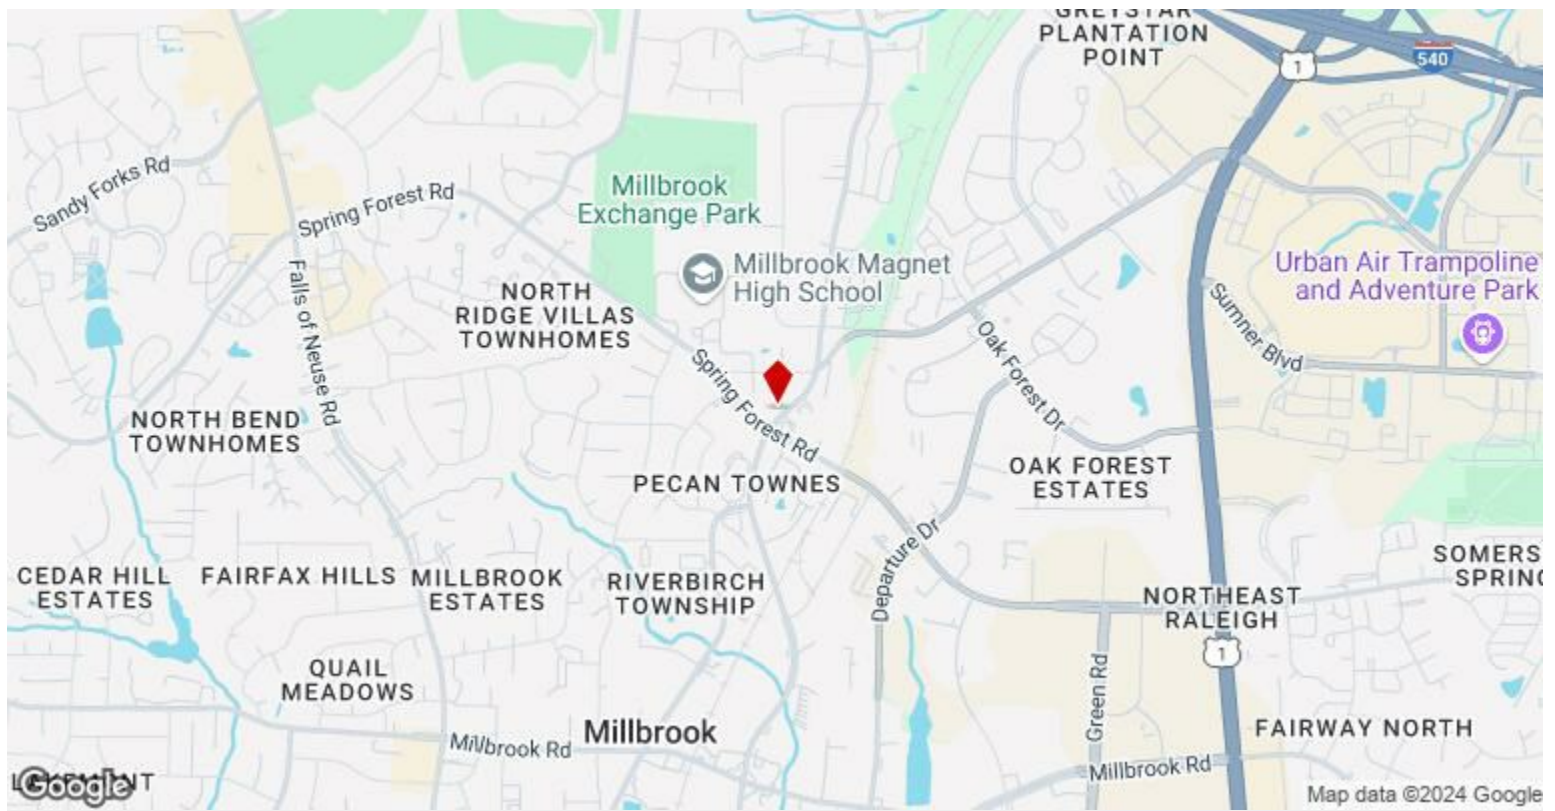 GREYSTAR
PLANTATION
POINT
1
540
Sandy Forks Rd
Spring Forest Rd
Millbrook
Exchange Park
Millbrook Magnet
High School
Urban Air Trampoline
and Adventure Park
Falls of Neuse Rd
NORTH
RIDGE VILLAS
TOWNHOMES
Spring Forest Rd
Oak Forest Dr
Sumner Blvd
NORTH BEND
TOWNHOMES
PECAN TOWNES
OAK FOREST
ESTATES
Departure Dr
CEDAR HILL
ESTATES
FAIRFAX HILLS
MILLBROOK
ESTATES
RIVERBIRCH
TOWNSHIP
NORTHEAST
RALEIGH
SOMERS
SPRING
1
QUAIL
MEADOWS
Green Rd
Millbrook
Millbrook Rd
FAIRWAY NORTH
Millbrook Rd
Google
Map data ©2024 Google